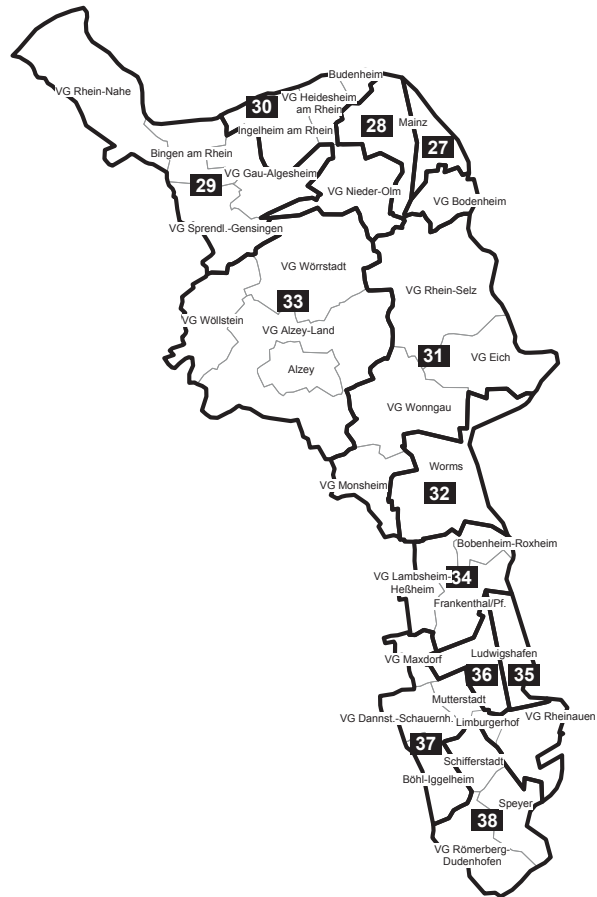 VG Rhein-Nahe
Budenheim
VG Heidesheim
am Rhein
30
28
Mainz
Ingelheim am Rhein
27
Bingen am Rhein
VG Gau-Algesheim
29
VG Nieder-Olm
VG Bodenheim
VG Sprendl.-Gensingen
VG Wörrstadt
VG Rhein-Selz
33
VG Wöllstein
VG Alzey-Land
31
VG Eich
Alzey
VG Wonngau
Worms
VG Monsheim
32
Bobenheim-Roxheim
VG Lambsheim-
Heßheim
34
Frankenthal/Pf.
Ludwigshafen
VG Maxdorf
36
35
Mutterstadt
VG Dannst.-Schauernh.
Limburgerhof
VG Rheinauen
37
Schifferstadt
Böhl-Iggelheim
Speyer
38
VG Römerberg-
Dudenhofen